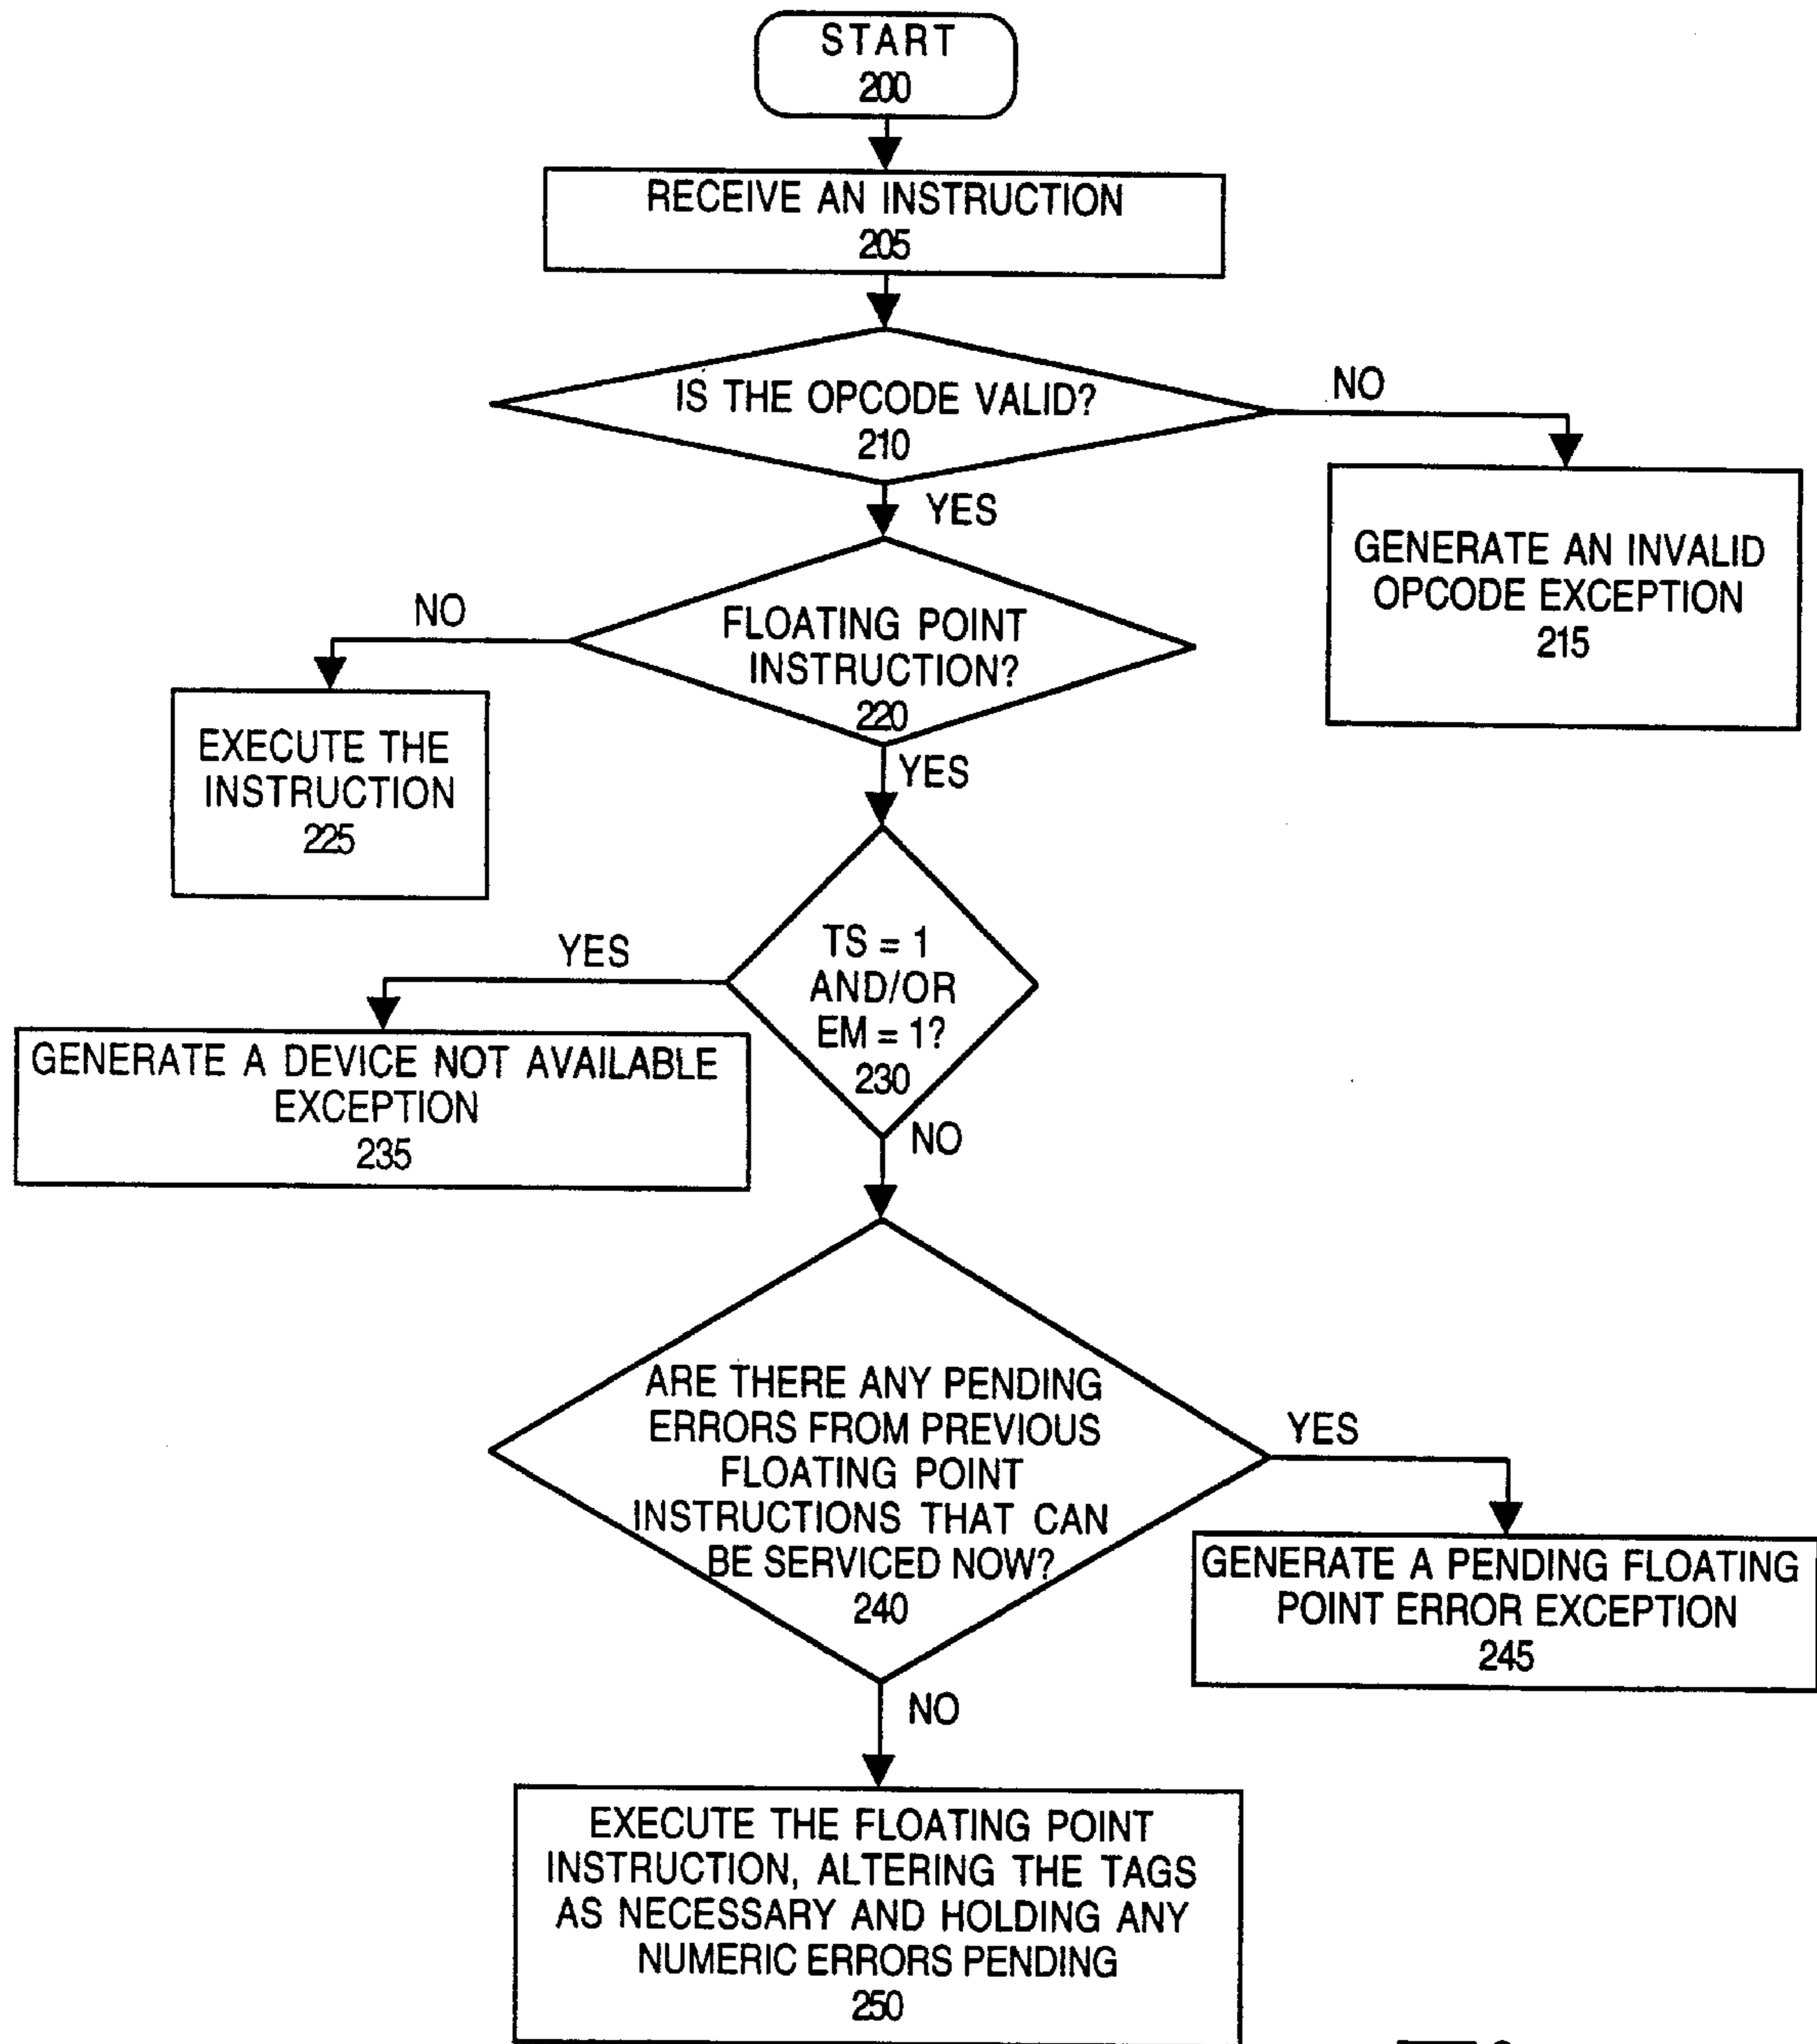 START
200
RECEIVE AN INSTRUCTION
205
IS THE OPCODE VALID?
210
NO
YES
GENERATE AN INVALID
OPCODE EXCEPTION
215
NO
FLOATING POINT
INSTRUCTION?
220
EXECUTE THE
INSTRUCTION
225
YES
YES
TS = 1
AND/OR
EM = 1?
230
GENERATE A DEVICE NOT AVAILABLE
EXCEPTION
235
NO
ARE THERE ANY PENDING
ERRORS FROM PREVIOUS
FLOATING POINT
INSTRUCTIONS THAT CAN
BE SERVICED NOW?
240
YES
GENERATE A PENDING FLOATING
POINT ERROR EXCEPTION
245
NO
EXECUTE THE FLOATING POINT
INSTRUCTION, ALTERING THE TAGS
AS NECESSARY AND HOLDING ANY
NUMERIC ERRORS PENDING
250